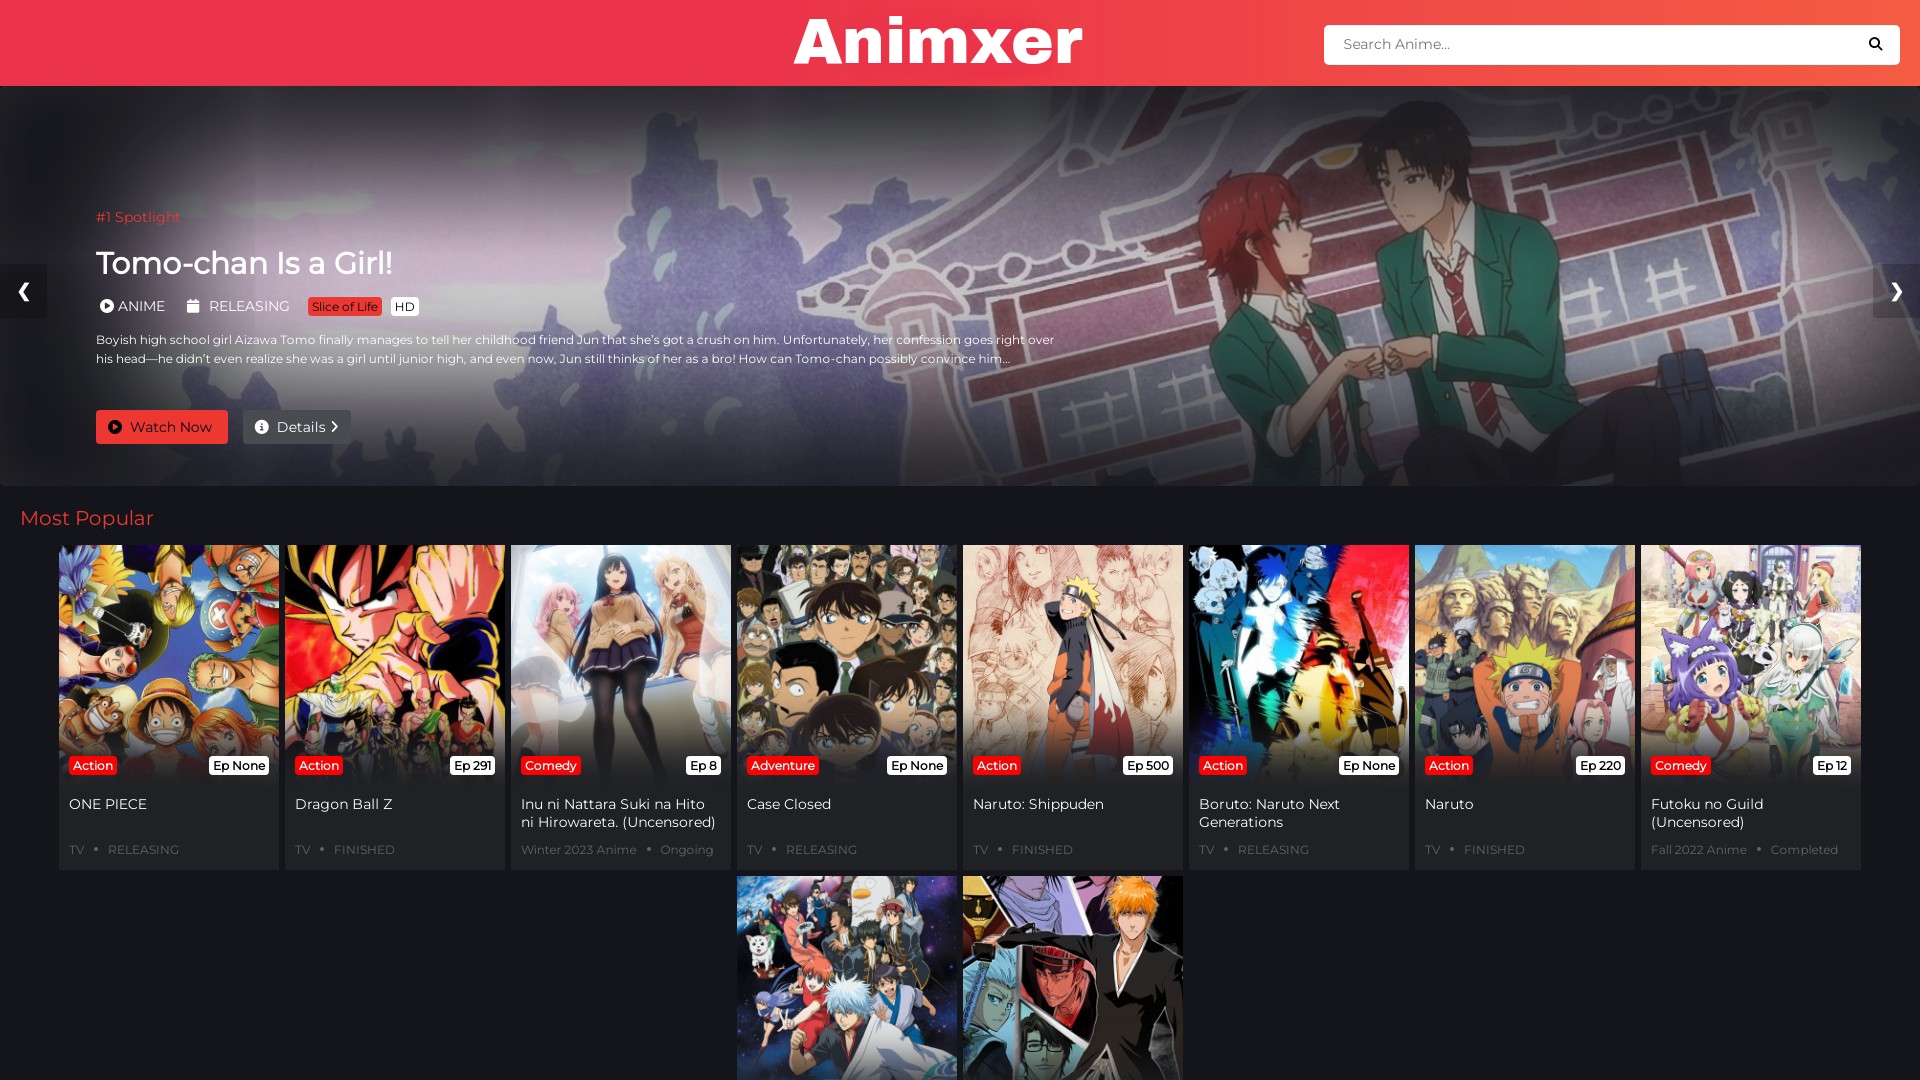 Animxer
Search Anime...
#1 Spotlight
Tomo-chan Is a Girl!
ANIME RELEASING Slice of Life HD
Boyish high school girl Aizawa Tomo finally manages to tell her childhood friend Jun that she’s got a crush on him. Unfortunately, her confession goes right over
his head—he didn’t even realize she was a girl until junior high, and even now, Jun still thinks of her as a bro! How can Tomo-chan possibly convince him...
Watch Now
Details
Most Popular
Action Ep None
ONE PIECE
TV • RELEASING
Action Ep 291
Dragon Ball Z
TV • FINISHED
Comedy Ep 8
Inu ni Nattara Suki na Hito
ni Hirowareta. (Uncensored)
Winter 2023 Anime • Ongoing
Adventure Ep None
Case Closed
TV • RELEASING
Action Ep 500
Naruto: Shippuden
TV • FINISHED
Action Ep None
Boruto: Naruto Next
Generations
TV • RELEASING
Action Ep 220
Naruto
TV • FINISHED
Comedy Ep 12
Futoku no Guild
(Uncensored)
Fall 2022 Anime • Completed